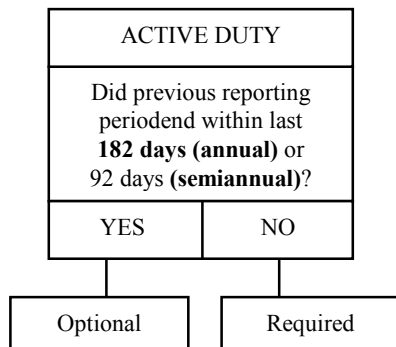 ACTIVE DUTY
Did previous reporting
periodend within last
182 days (annual) or
92 days (semiannual)?
YES NO
Optional Required